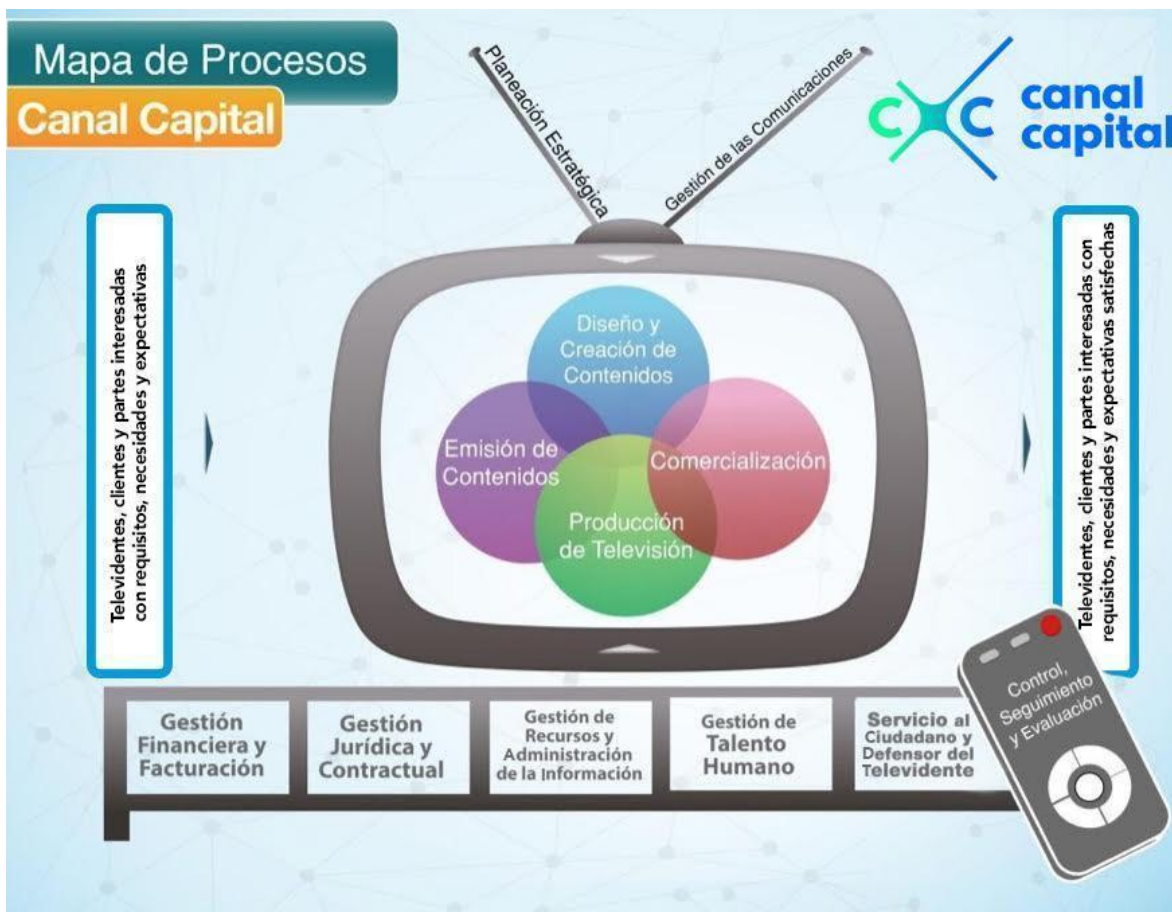 Mapa de Procesos
Canal Capital
Planeación Estratégica
Gestión de las Comunicaciones
CXC canal
capital
Televidentes, clientes y partes interesadas
con requisitos, necesidades y expectativas
Diseño y
Creación de
Contenidos
Emisión de
Contenidos
Comercialización
Producción
de Televisión
Televidentes, clientes y partes interesadas con
requisitos, necesidades y expectativas satisfechas
Gestión
Financiera y
Facturación
Gestión
Jurídica y
Contractual
Gestión de
Recursos y
Administración
de la Información
Gestión de
Talento
Humano
Servicio al
Ciudadano y
Defensor del
Televidente
Control,
Seguimiento
y Evaluación